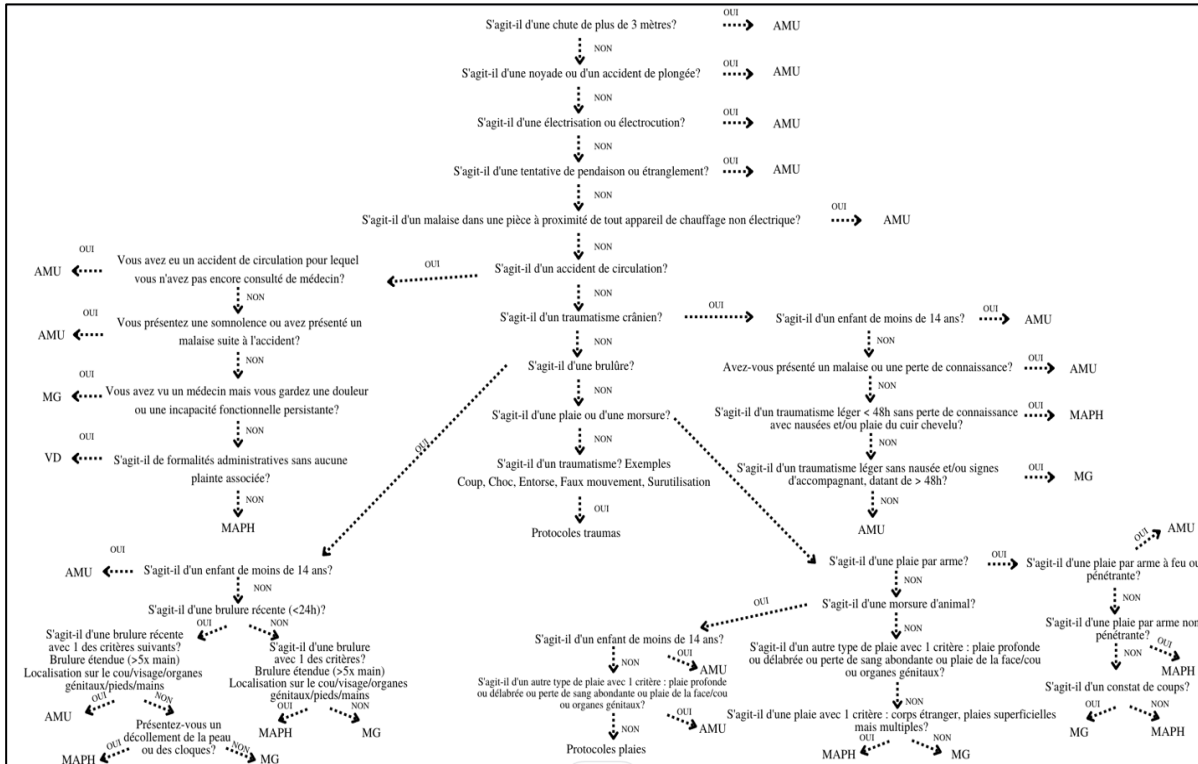 S'agit-il d'une chute de plus de 3 mètres?
OUI
AMU
NON
S'agit-il d'une noyade ou d'un accident de plongée?
OUI
AMU
NON
S'agit-il d'une électrisation ou électrocution?
OUI
AMU
NON
S'agit-il d'une tentative de pendaison ou étranglement?
OUI
AMU
NON
S'agit-il d'un malaise dans une pièce à proximité de tout appareil de chauffage non électrique?
OUI
AMU
NON
S'agit-il d'un accident de circulation?
OUI
Vous avez eu un accident de circulation pour lequel
vous n'avez pas encore consulté de médecin?
OUI
AMU
NON
Vous présentez une somnolence ou avez présenté un
malaise suite à l'accident?
OUI
AMU
NON
Vous avez vu un médecin mais vous gardez une douleur
ou une incapacité fonctionnelle persistante?
OUI
MG
NON
S'agit-il de formalités administratives sans aucune
plainte associée?
OUI
VD
NON
MAPH
NON
S'agit-il d'un traumatisme crânien?
OUI
S'agit-il d'un enfant de moins de 14 ans?
OUI
AMU
NON
Avez-vous présenté un malaise ou une perte de connaissance?
OUI
AMU
NON
S'agit-il d'un traumatisme léger < 48h sans perte de connaissance
avec nausées et/ou plaie du cuir chevelu?
OUI
MAPH
NON
S'agit-il d'un traumatisme léger sans nausée et/ou signes
d'accompagnant, datant de > 48h?
OUI
MG
NON
AMU
NON
S'agit-il d'une brulûre?
OUI
NON
S'agit-il d'une plaie ou d'une morsure?
OUI
NON
S'agit-il d'un traumatisme? Exemples
Coup, Choc, Entorse, Faux mouvement, Surutilisation
OUI
Protocoles traumas
S'agit-il d'un enfant de moins de 14 ans?
OUI
AMU
NON
S'agit-il d'une brulure récente (<24h)?
OUI
NON
S'agit-il d'une brulure récente
avec 1 des critères suivants?
Brulure étendue (>5x main)
Localisation sur le cou/visage/organes
génitaux/pieds/mains
OUI
NON
AMU
Présentez-vous un
décollement de la peau
ou des cloques?
OUI
NON
MAPH
MG
S'agit-il d'une brulure
avec 1 des critères?
Brulure étendue (>5x main)
Localisation sur le cou/visage/organes
génitaux/pieds/mains
OUI
NON
MAPH
MG
S'agit-il d'une plaie par arme?
OUI
S'agit-il d'une plaie par arme à feu ou
pénétrante?
OUI
AMU
NON
S'agit-il d'une plaie par arme non
pénétrante?
OUI
MAPH
NON
S'agit-il d'un constat de coups?
OUI
NON
MG
MAPH
NON
S'agit-il d'une morsure d'animal?
OUI
S'agit-il d'un enfant de moins de 14 ans?
OUI
AMU
NON
S'agit-il d'un autre type de plaie avec 1 critère : plaie profonde
ou délabrée ou perte de sang abondante ou plaie de la face/cou
ou organes génitaux?
OUI
AMU
NON
Protocoles plaies
NON
S'agit-il d'un autre type de plaie avec 1 critère : plaie profonde
ou délabrée ou perte de sang abondante ou plaie de la face/cou
ou organes génitaux?
NON
S'agit-il d'une plaie avec 1 critère : corps étranger, plaies superficielles
mais multiples?
OUI
NON
MAPH
MG